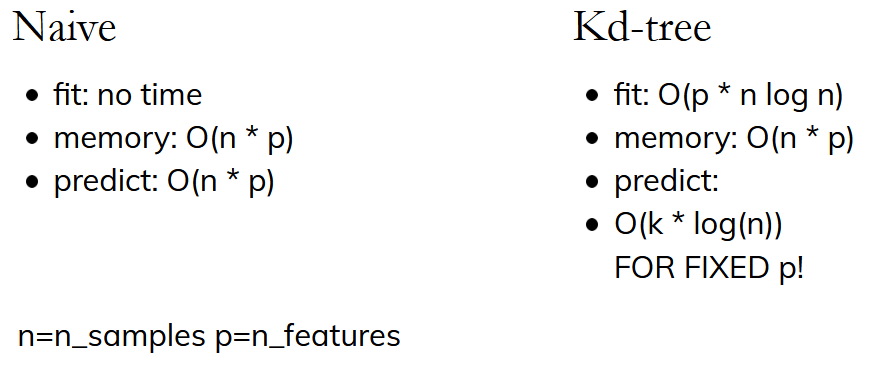 Naive
• fit: no time
• memory: O(n * p)
• predict: O(n * p)
Kd-tree
• fit: O(p * n log n)
• memory: O(n * p)
• predict:
• O(k * log(n))
FOR FIXED p!
n=n_samples p=n_features